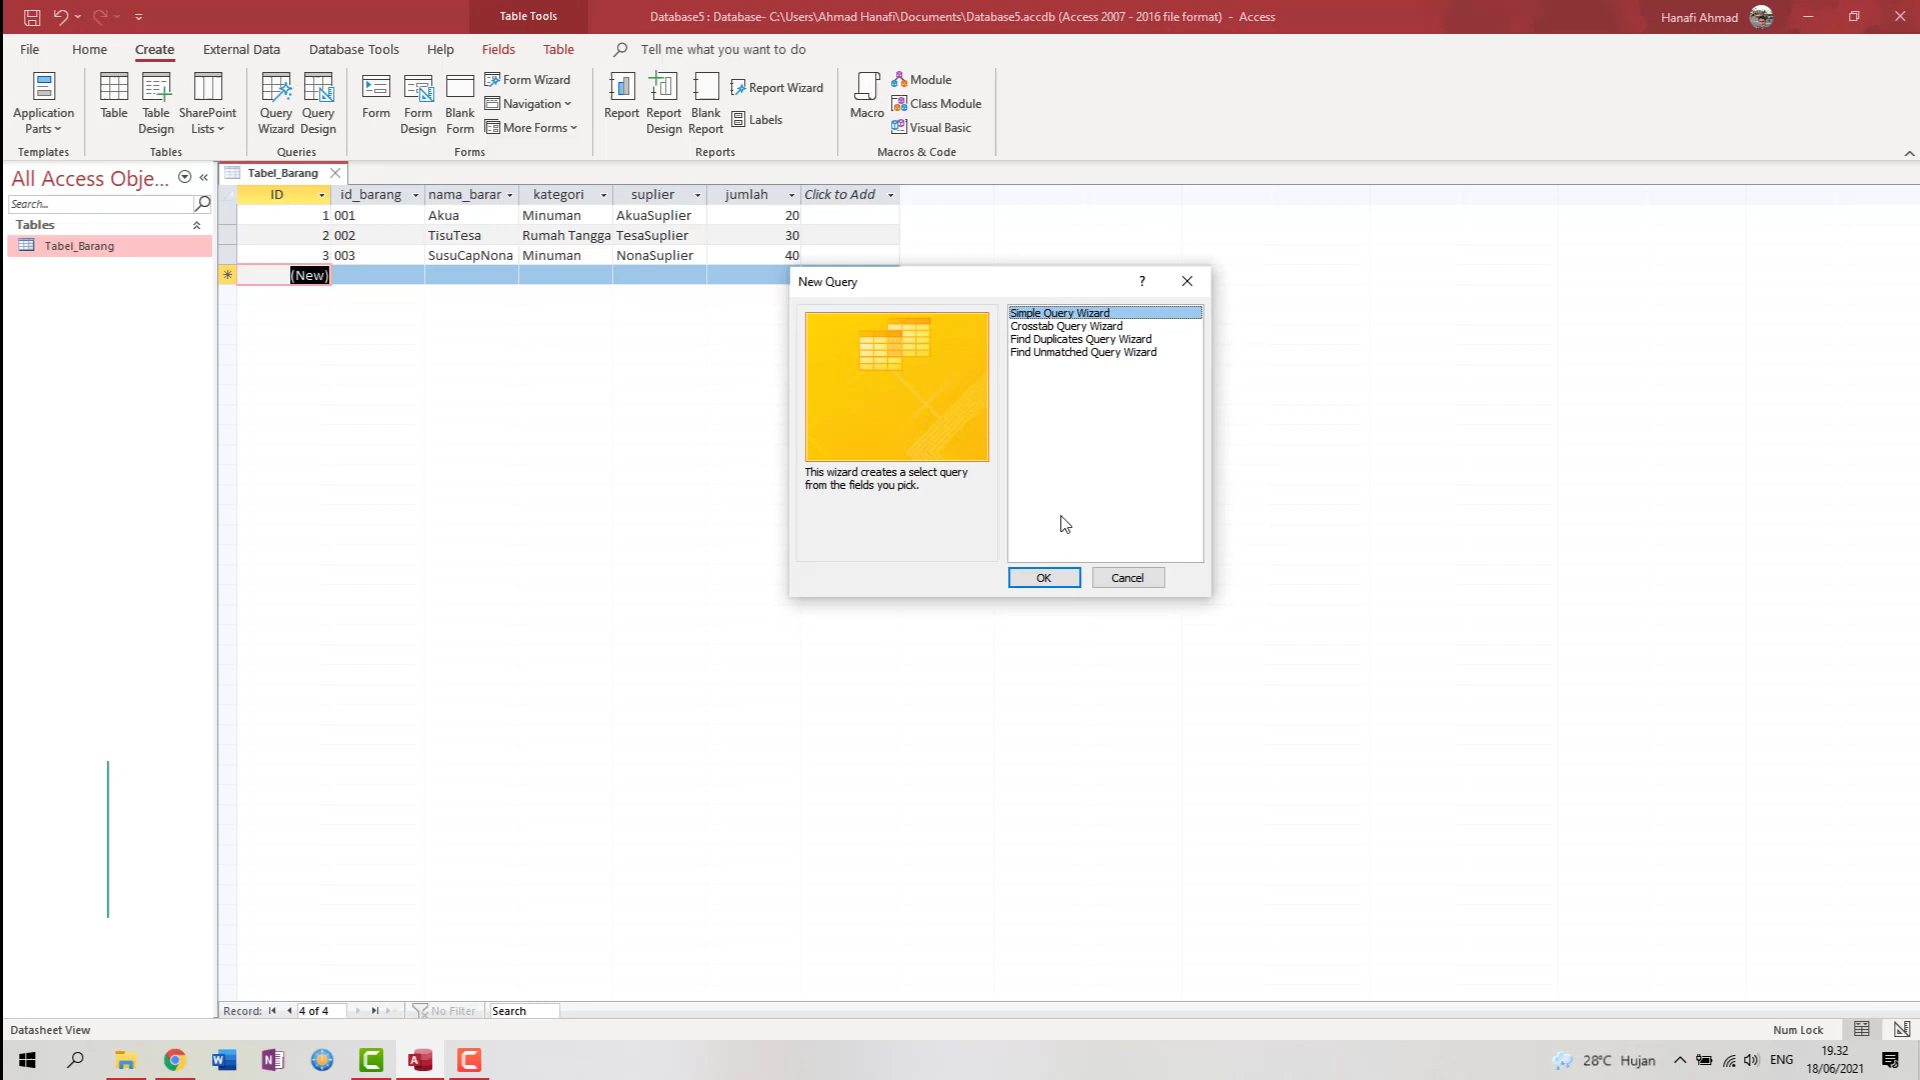 Table Tools
Database5 : Database- C:\Users\Ahmad Hanafi\Documents\Database5.accdb (Access 2007 - 2016 file format) - Access
Hanafi Ahmad
File Home Create External Data Database Tools Help Fields Table Tell me what you want to do
Application Parts
Table
Table Design
SharePoint Lists
Query Wizard
Query Design
Form
Form Design
Blank Form
Form Wizard
Navigation
More Forms
Report
Report Design
Blank Report
Report Wizard
Labels
Macro
Module
Class Module
Visual Basic
Templates Tables Queries Forms Reports Macros & Code
All Access Obje...
Search...
Tables
Tabel_Barang
Tabel_Barang
ID id_barang nama_barar kategori suplier jumlah Click to Add
1 001 Akua Minuman AkuaSuplier 20
2 002 TisuTesa Rumah Tangga TesaSuplier 30
3 003 SusuCapNona Minuman NonaSuplier 40
(New)
New Query
?
Simple Query Wizard
Crosstab Query Wizard
Find Duplicates Query Wizard
Find Unmatched Query Wizard
This wizard creates a select query
from the fields you pick.
OK Cancel
Record: 4 of 4 No Filter Search
Datasheet View
Num Lock
28°C Hujan
ENG
19.32
18/06/2021